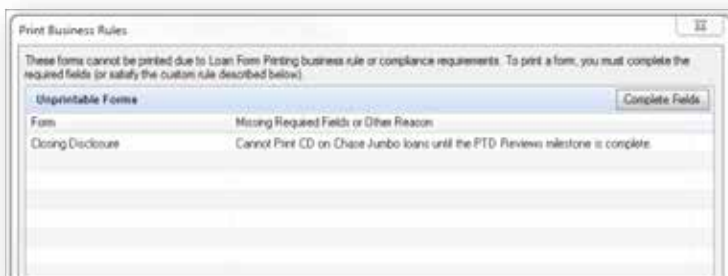 Print Business Rules
These forms cannot be printed due to Loan Form Printing business rule or compliance requirements. To print a form, you must complete the
required fields (or satisfy the custom rule described below).
Unprintable Forms Complete Fields
Form Missing Required Fields or Other Reason
Closing Disclosure Cannot Print CD on Chase Jumbo loans until the PTD Reviews milestone is complete.